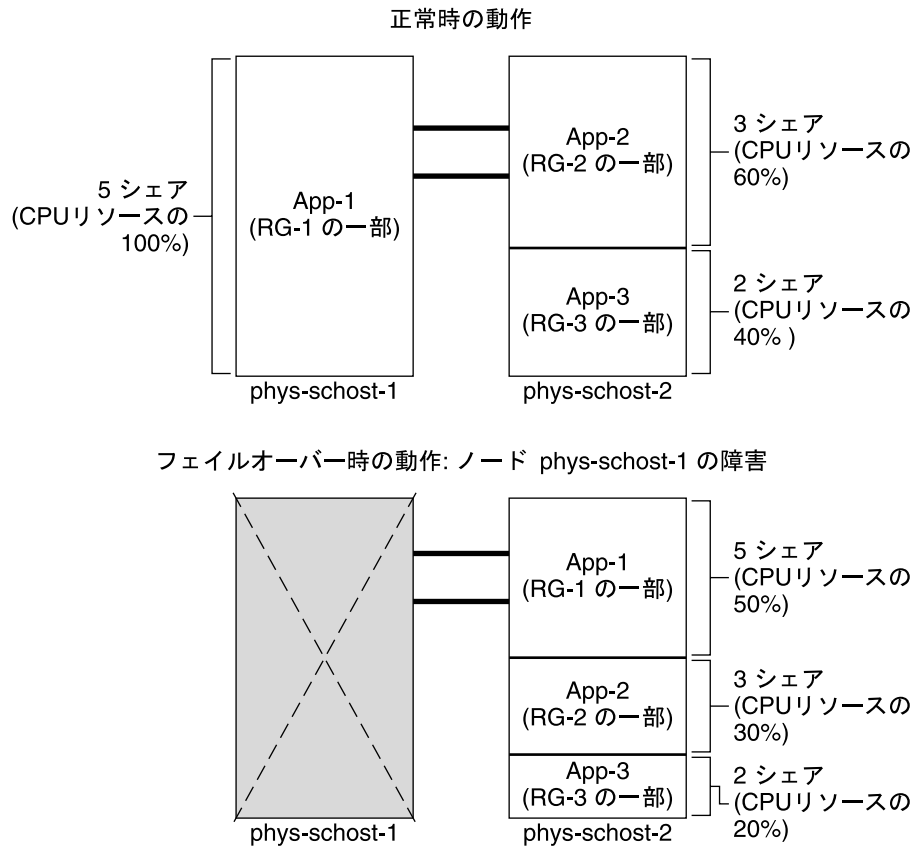 正常時の動作
5 シェア
(CPUリソースの
100%)
App-1
(RG-1 の一部)
phys-schost-1
App-2
(RG-2 の一部)
3 シェア
(CPUリソースの
60%)
App-3
(RG-3 の一部)
2 シェア
(CPUリソースの
40% )
phys-schost-2
フェイルオーバー時の動作: ノード phys-schost-1 の障害
phys-schost-1
App-1
(RG-1 の一部)
5 シェア
(CPUリソースの
50%)
App-2
(RG-2 の一部)
3 シェア
(CPUリソースの
30%)
App-3
(RG-3 の一部)
2 シェア
(CPUリソースの
20%)
phys-schost-2